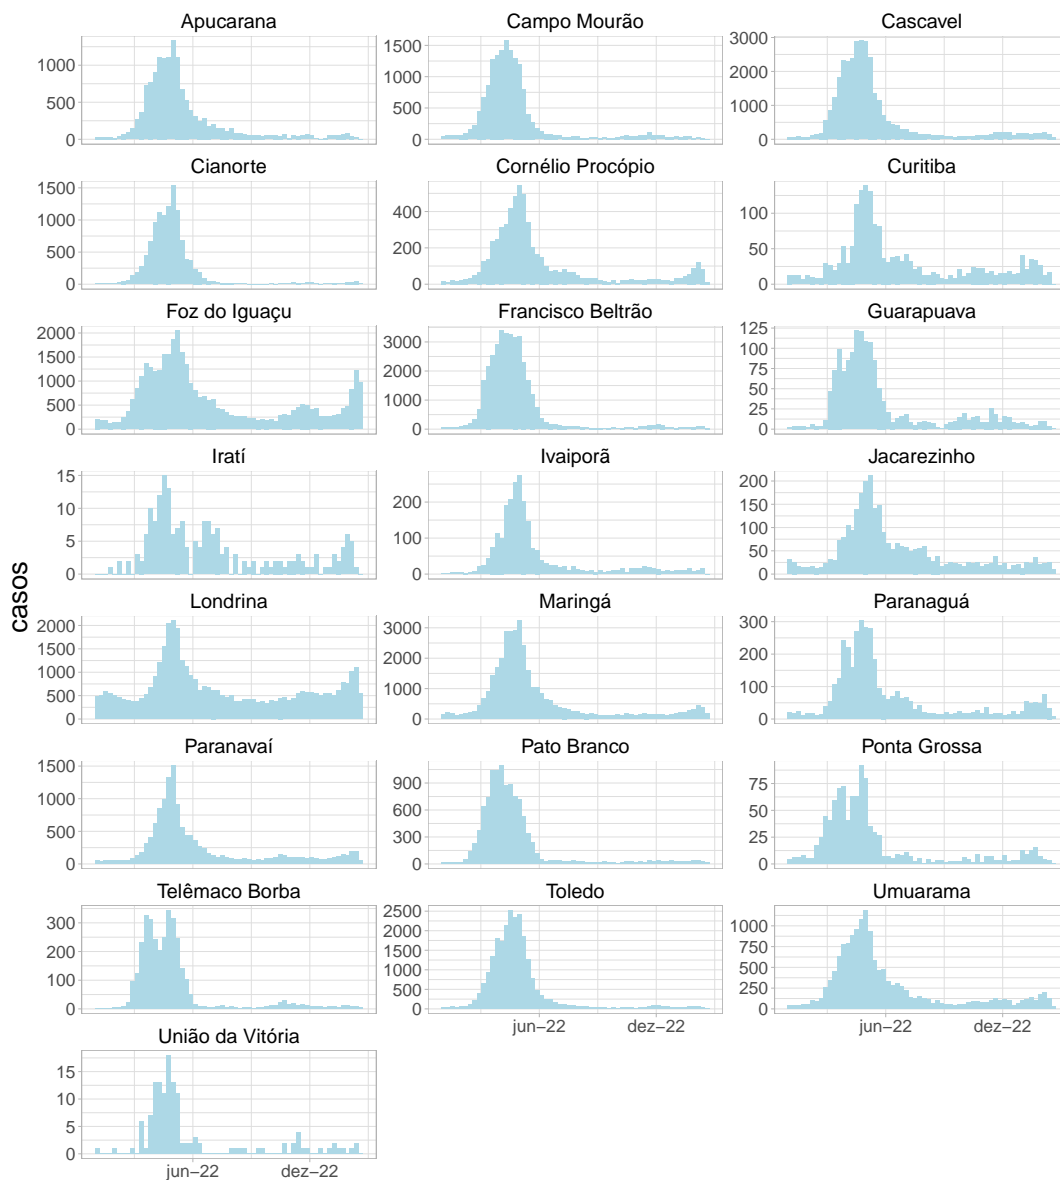 Apucarana Campo Mourão Cascavel
1000 500 0
1500 1000 500 0
3000 2000 1000 0
Cianorte Cornélio Procópio Curitiba
1500 1000 500 0
400 200 0
100 50 0
Foz do Iguaçu Francisco Beltrão Guarapuava
2000 1500 1000 500 0
3000 2000 1000 0
125 100 75 50 25 0
Iratí Ivaiporã Jacarezinho
15 10 5 0
200 100 0
200 150 100 50 0
casos
Londrina Maringá Paranaguá
2000 1500 1000 500 0
3000 2000 1000 0
300 200 100 0
Paranavaí Pato Branco Ponta Grossa
1500 1000 500 0
900 600 300 0
75 50 25 0
Telêmaco Borba Toledo Umuarama
300 200 100 0
2500 2000 1500 1000 500 0
1000 750 500 250 0
jun–22 dez–22 jun–22 dez–22
União da Vitória
15 10 5 0
jun–22 dez–22